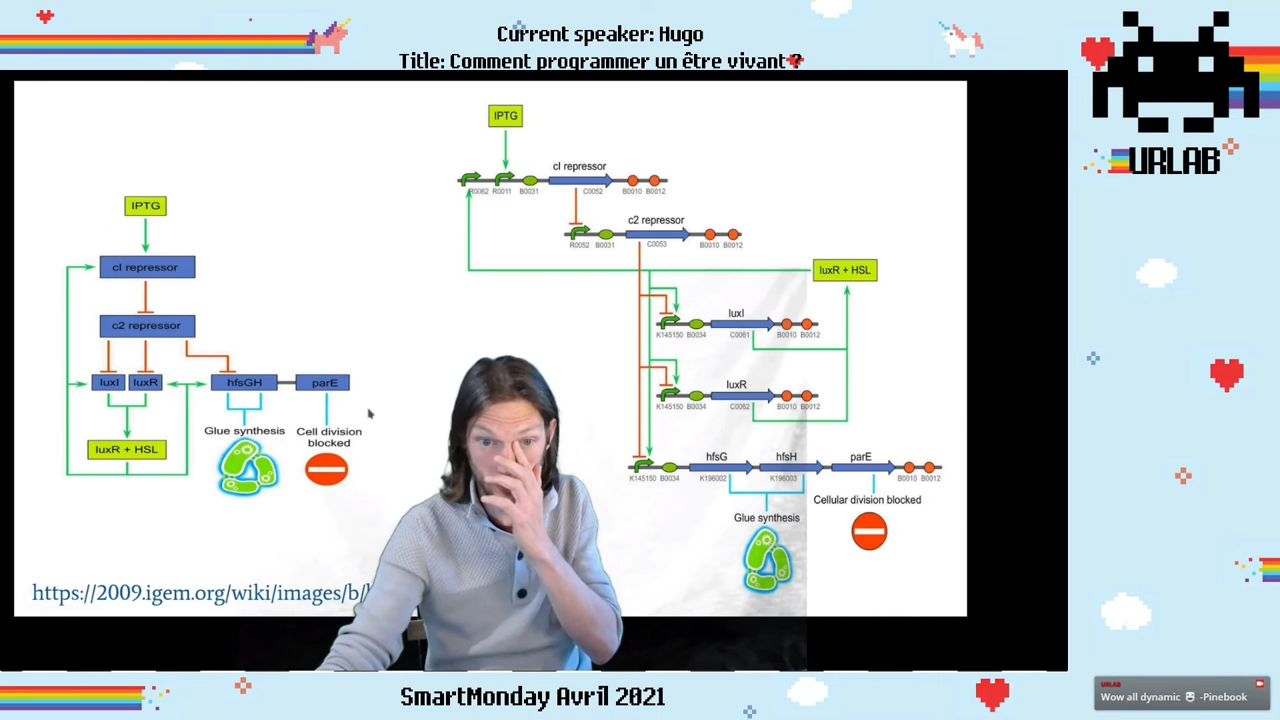 Current speaker: Hugo
Title: Comment programmer un être vivant ?
URLAB
IPTG
cI repressor
c2 repressor
luxI
luxR
hfsGH
parE
Glue synthesis
Cell division
blocked
luxR + HSL
https://2009.igem.org/wiki/images/b/
IPTG
cI repressor
R0062 R0011 B0031 C0052 B0010 B0012
c2 repressor
R0052 B0031 C0053 B0010 B0012
luxR + HSL
luxI
K145150 B0034 C0061 B0010 B0012
luxR
K145150 B0034 C0062 B0010 B0012
hfsG hfsH parE
K145150 B0034 K198002 K196003 B0010 B0012
Glue synthesis
Cellular division blocked
SmartMonday Avril 2021
URLAB
Wow all dynamic -Pinebook